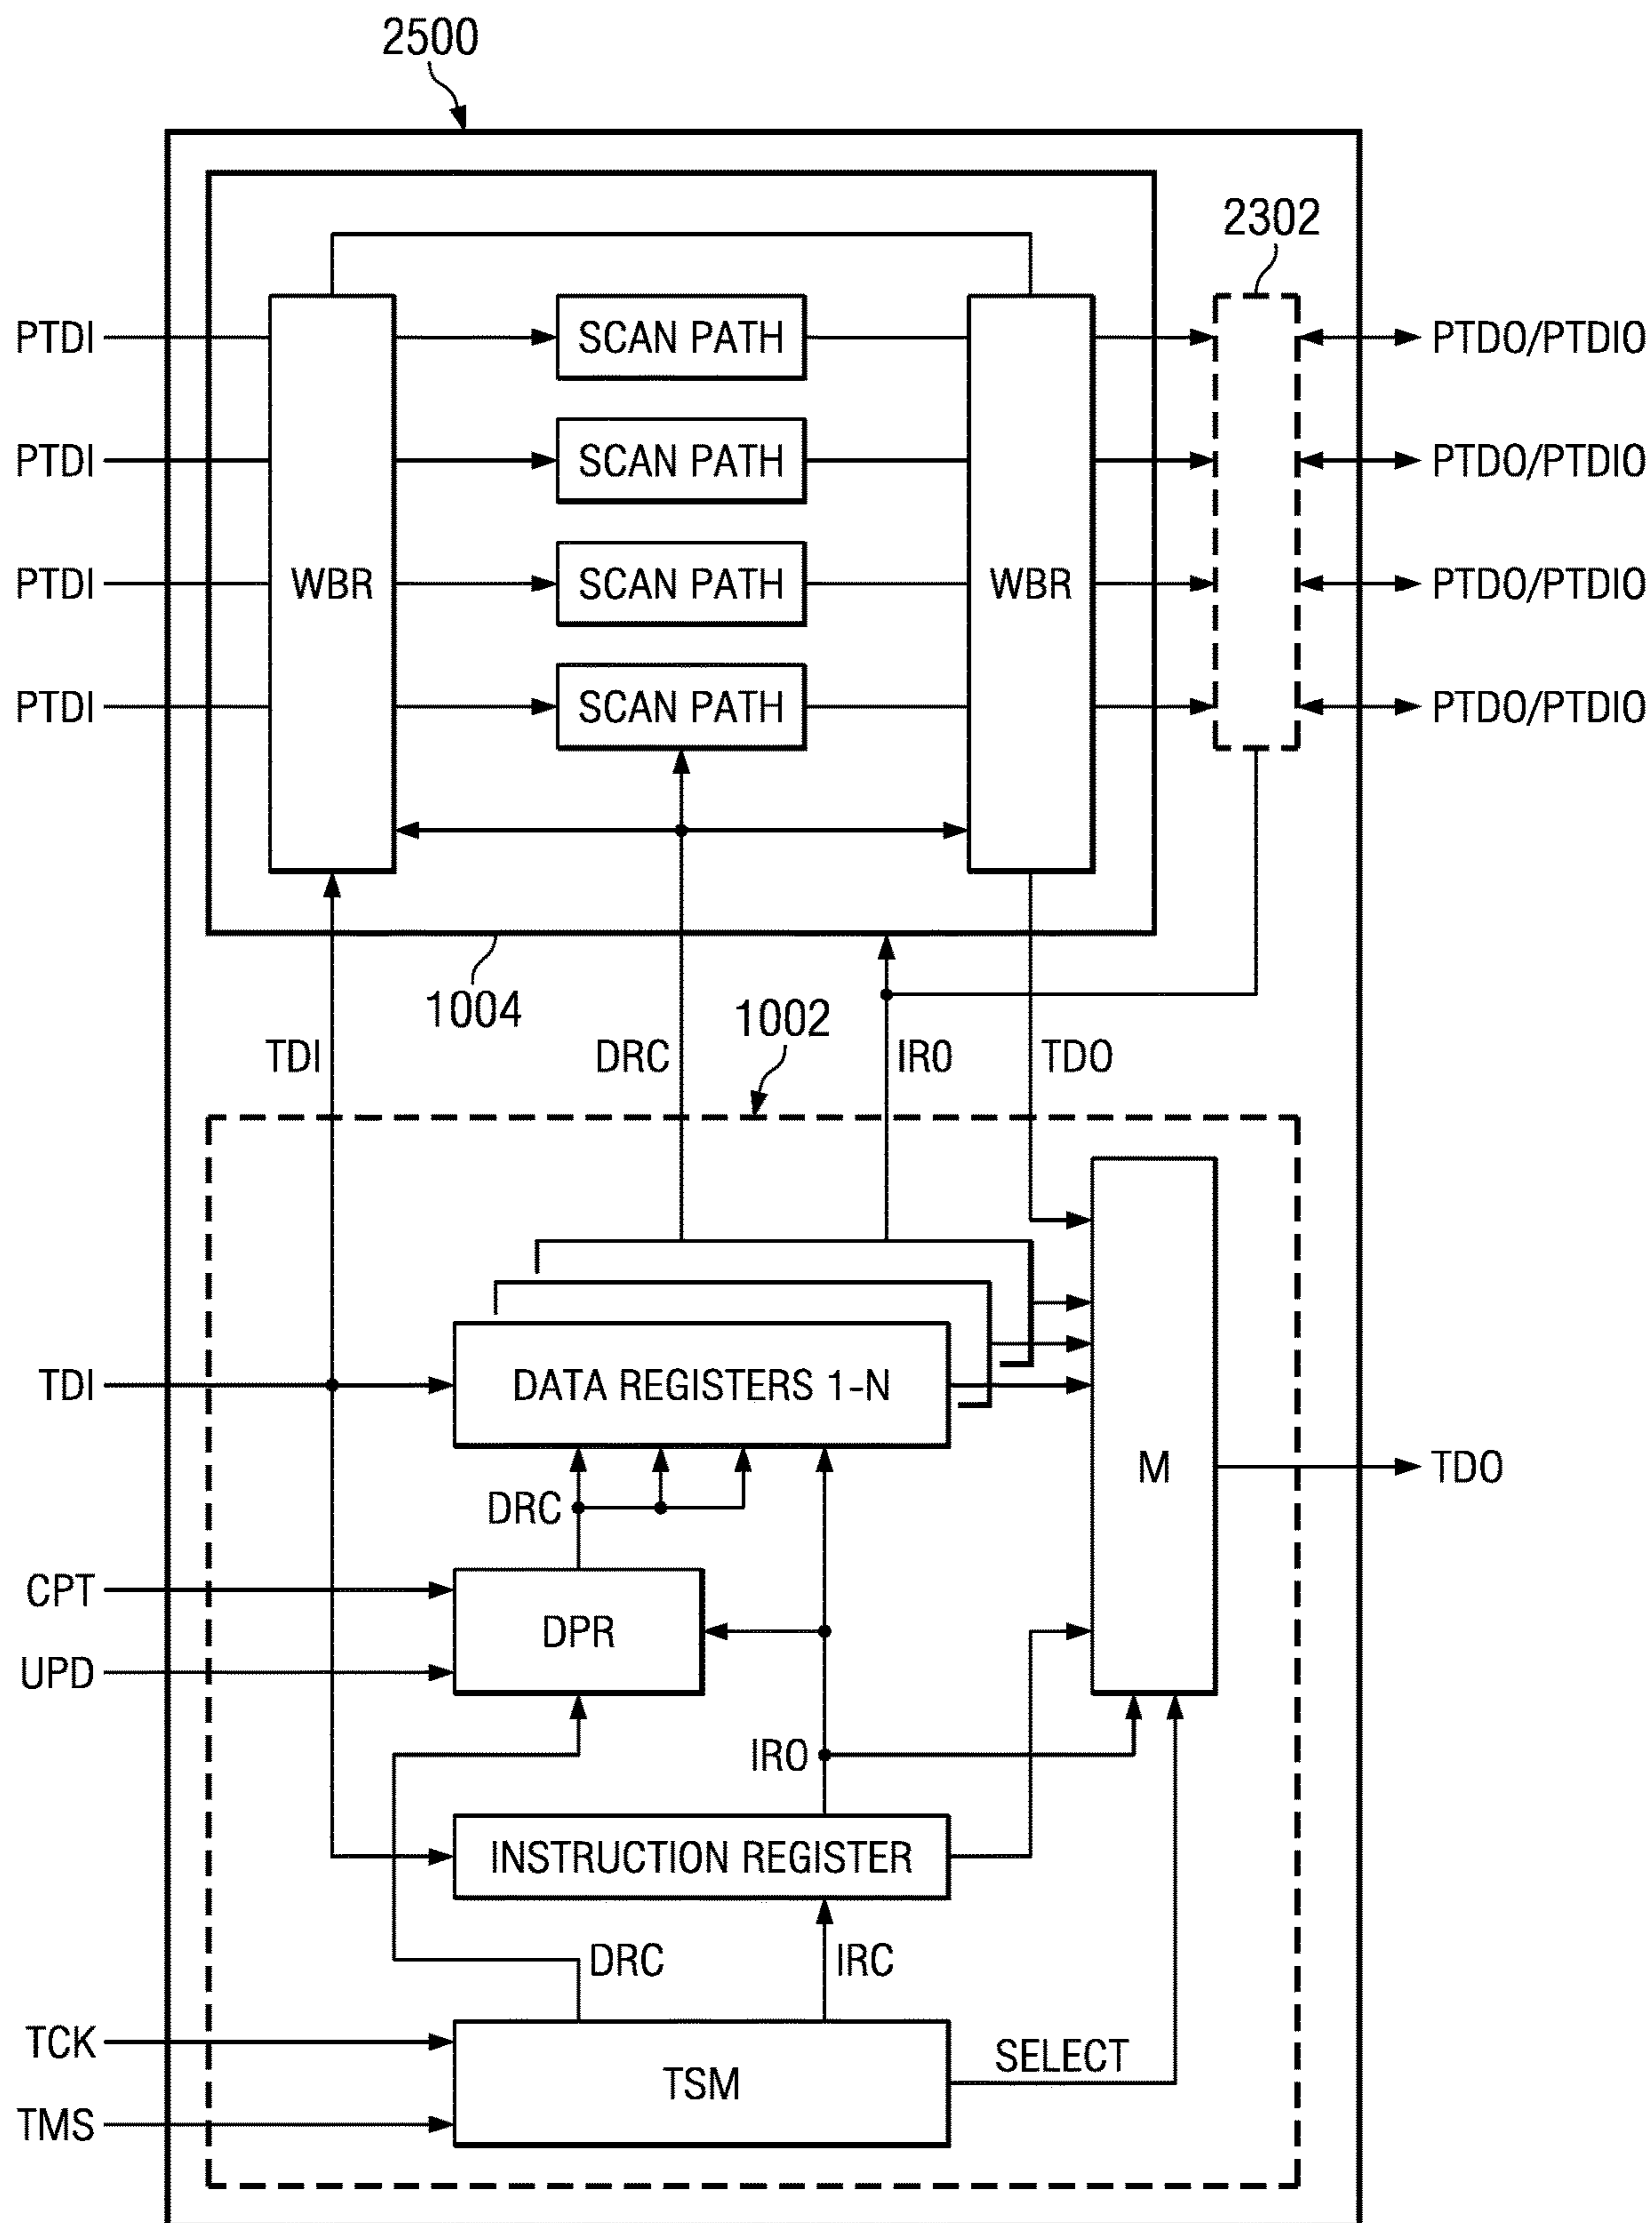 2500
2302
PTDI SCAN PATH PTDO/PTDIO
PTDI SCAN PATH PTDO/PTDIO
PTDI WBR SCAN PATH WBR PTDO/PTDIO
PTDI SCAN PATH PTDO/PTDIO
1004
1002
TDI DRC IRO TDO
TDI DATA REGISTERS 1-N
M TDO
DRC
CPT
DPR
UPD
IRO
INSTRUCTION REGISTER
DRC IRC
TCK
SELECT
TSM
TMS